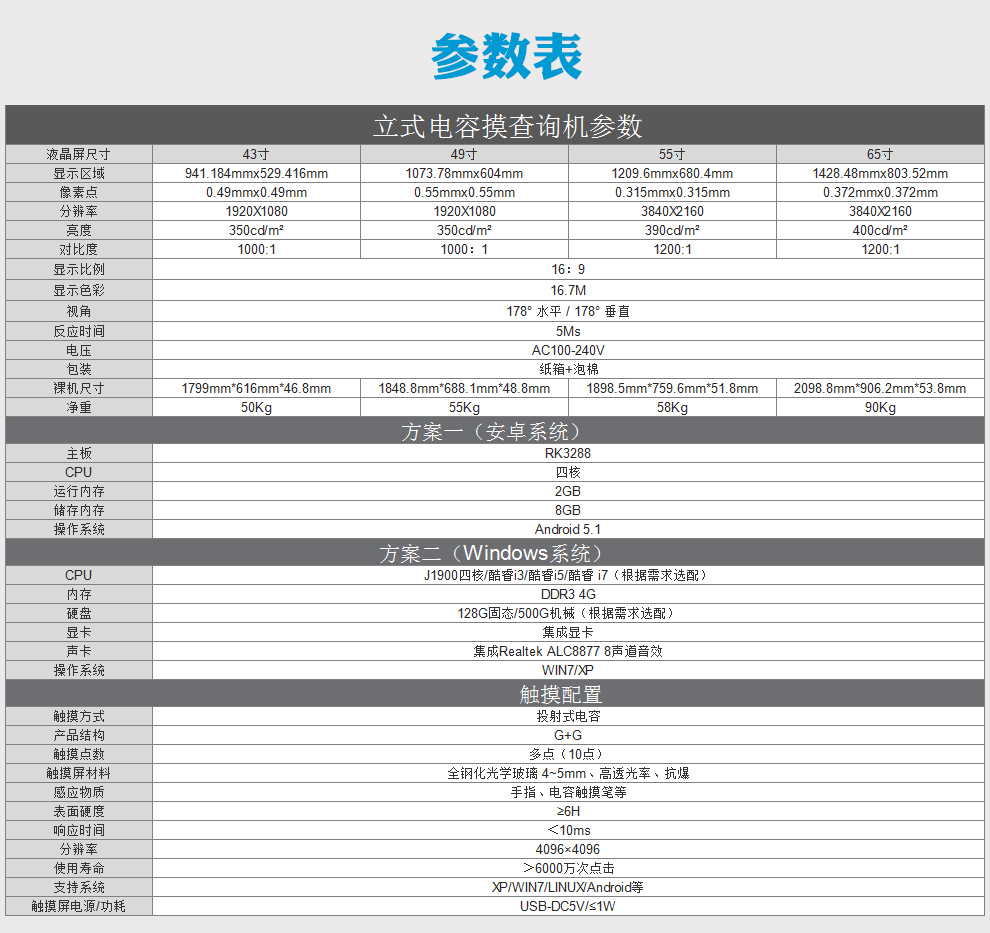 参数表
立式电容摸查询机参数
液晶屏尺寸 43寸 49寸 55寸 65寸
显示区域 941.184mmx529.416mm 1073.78mmx604mm 1209.6mmx680.4mm 1428.48mmx803.52mm
像素点 0.49mmx0.49mm 0.55mmx0.55mm 0.315mmx0.315mm 0.372mmx0.372mm
分辨率 1920X1080 1920X1080 3840X2160 3840X2160
亮度 350cd/m² 350cd/m² 390cd/m² 400cd/m²
对比度 1000:1 1000：1 1200:1 1200:1
显示比例 16：9
显示色彩 16.7M
视角 178° 水平 / 178° 垂直
反应时间 5Ms
电压 AC100-240V
包装 纸箱+泡棉
裸机尺寸 1799mm*616mm*46.8mm 1848.8mm*688.1mm*48.8mm 1898.5mm*759.6mm*51.8mm 2098.8mm*906.2mm*53.8mm
净重 50Kg 55Kg 58Kg 90Kg
方案一（安卓系统）
主板 RK3288
CPU 四核
运行内存 2GB
储存内存 8GB
操作系统 Android 5.1
方案二（Windows系统）
CPU J1900四核/酷睿i3/酷睿i5/酷睿 i7（根据需求选配）
内存 DDR3 4G
硬盘 128G固态/500G机械（根据需求选配）
显卡 集成显卡
声卡 集成Realtek ALC8877 8声道音效
操作系统 WIN7/XP
触摸配置
触摸方式 投射式电容
产品结构 G+G
触摸点数 多点（10点）
触摸屏材料 全钢化光学玻璃 4~5mm、高透光率、抗爆
感应物质 手指、电容触摸笔等
表面硬度 ≥6H
响应时间 ＜10ms
分辨率 4096×4096
使用寿命 ＞6000万次点击
支持系统 XP/WIN7/LINUX/Android等
触摸屏电源/功耗 USB-DC5V/≤1W